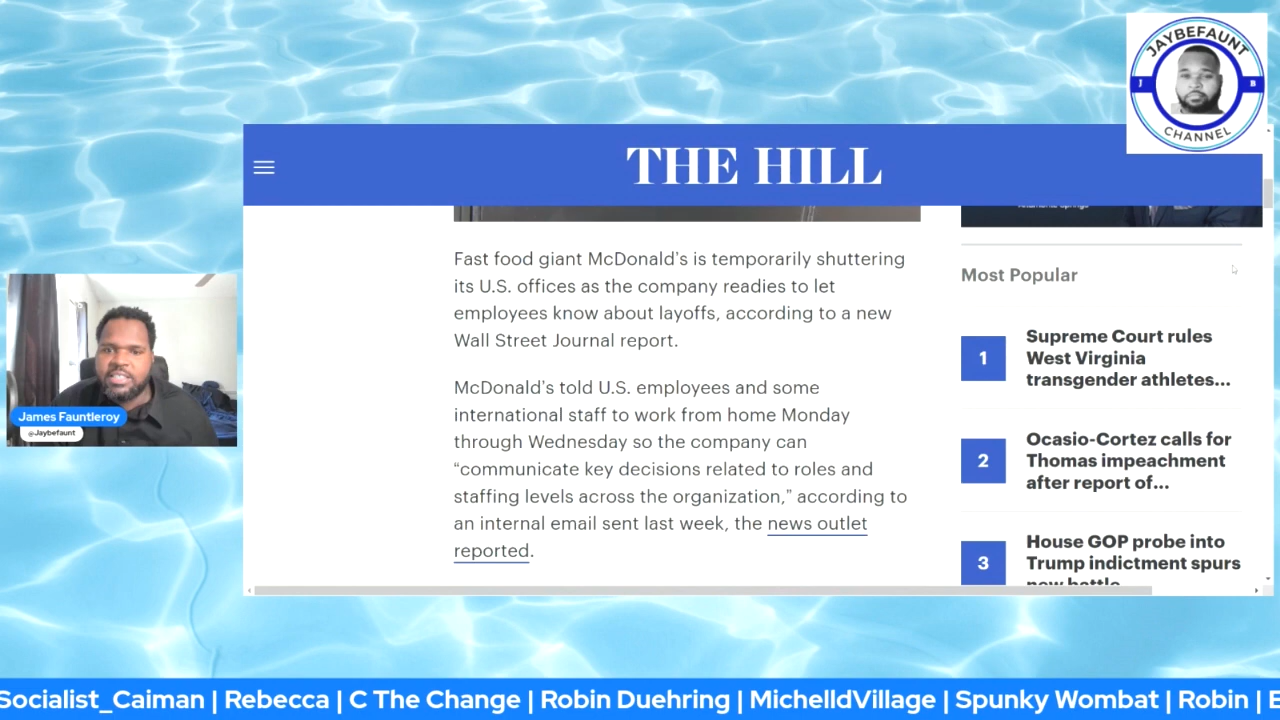 JAYBEFAUNT
J B
CHANNEL
THE HILL
Fast food giant McDonald's is temporarily shuttering
its U.S. offices as the company readies to let
employees know about layoffs, according to a new
Wall Street Journal report.
McDonald's told U.S. employees and some
international staff to work from home Monday
through Wednesday so the company can
“communicate key decisions related to roles and
staffing levels across the organization,” according to
an internal email sent last week, the news outlet
reported.
Most Popular
1
Supreme Court rules
West Virginia
transgender athletes...
2
Ocasio-Cortez calls for
Thomas impeachment
after report of...
3
House GOP probe into
Trump indictment spurs
new battle
James Fauntleroy
@Jaybefaunt
Socialist_Caiman | Rebecca | C The Change | Robin Duehring | MichelldVillage | Spunky Wombat | Robin |